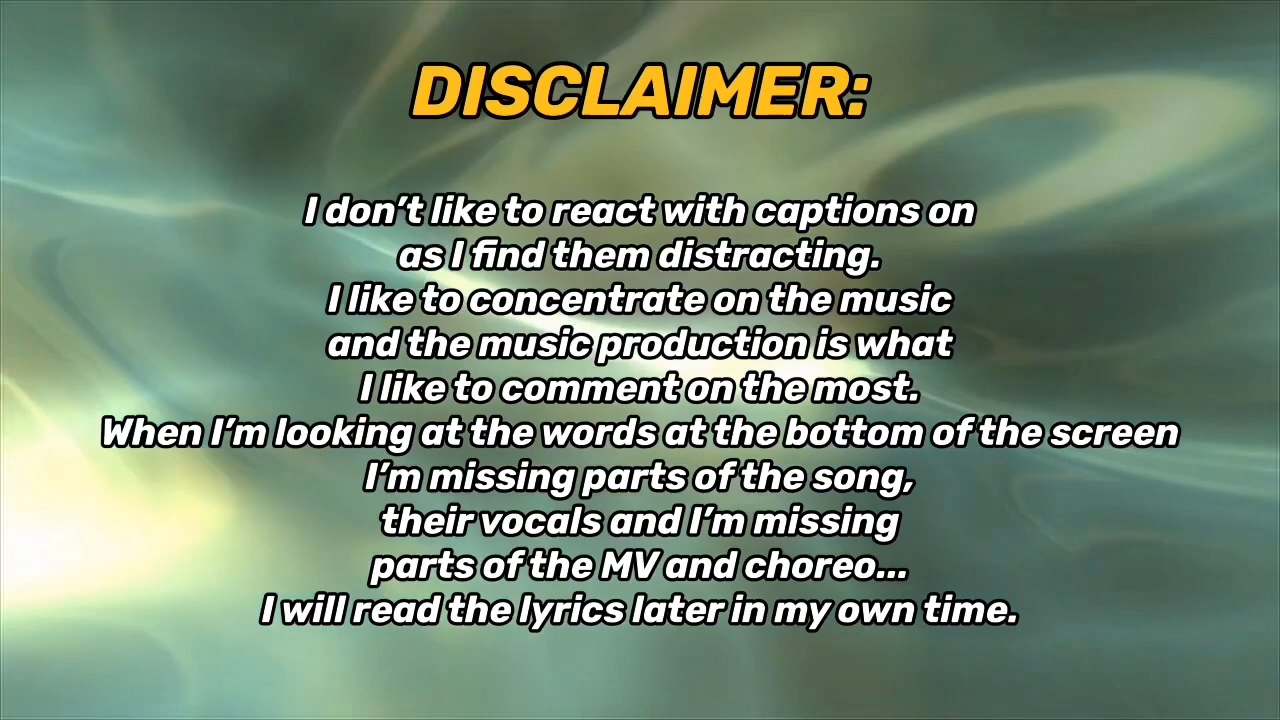 DISCLAIMER:
I don’t like to react with captions on
as I find them distracting.
I like to concentrate on the music
and the music production is what
I like to comment on the most.
When I’m looking at the words at the bottom of the screen
I’m missing parts of the song,
their vocals and I’m missing
parts of the MV and choreo...
I will read the lyrics later in my own time.